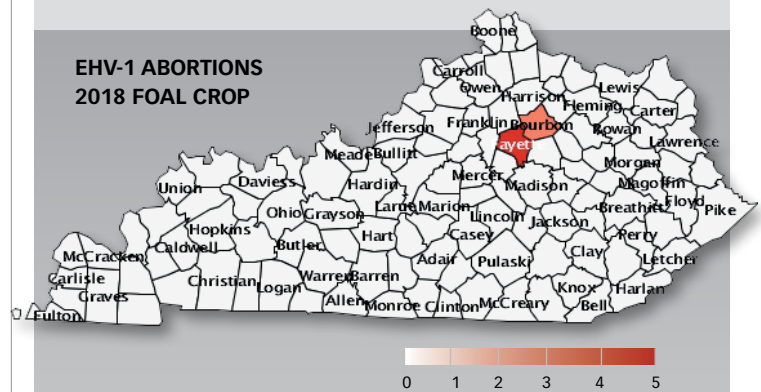 EHV-1 ABORTIONS
2018 FOAL CROP
Boone
Carroll
Owen
Harrison
Lewis
Fleming
Carter
Franklin
Bourbon
Rowan
Jefferson
Fayette
Lawrence
Meade
Bullitt
Morgan
Mercer
Madison
Magoffin
Union
Daviess
Hardin
Breathitt
Floyd
Pike
Ohio
Grayson
Larue
Marion
Lincoln
Jackson
Hopkins
Perry
Caldwell
Butler
Hart
Casey
Clay
McCracken
Adair
Pulaski
Letcher
Carlisle
Christian
Logan
Warren
Barren
Knox
Harlan
Graves
Allen
Monroe
Clinton
McCreary
Bell
Fulton
0 1 2 3 4 5